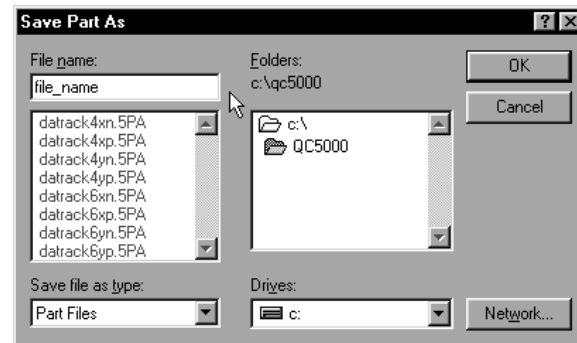 Save Part As
File name:
file_name
datrack4xn.5PA
datrack4xp.5PA
datrack4yn.5PA
datrack4yp.5PA
datrack6xn.5PA
datrack6xp.5PA
datrack6yn.5PA
datrack6yp.5PA
Save file as type:
Part Files
Folders:
c:\qc5000
c:\
QC5000
Drives:
c:
OK
Cancel
Network...